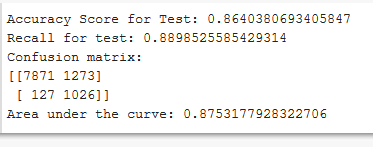 Accuracy Score for Test: 0.8640380693405847
Recall for test: 0.8898525585429314
Confusion matrix:
[[7871 1273]
 [ 127 1026]]
Area under the curve: 0.8753177928322706